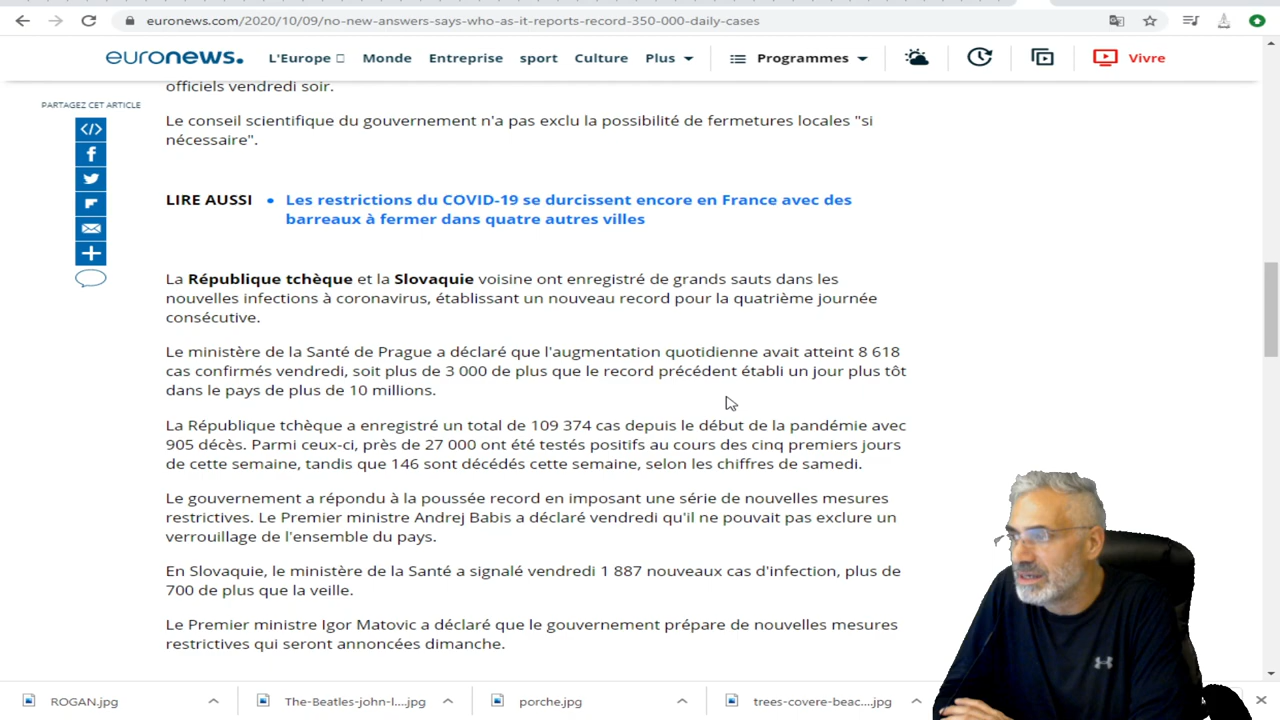 euronews.com/2020/10/09/no-new-answers-says-who-as-it-reports-record-350-000-daily-cases
euronews. L'Europe Monde Entreprise sport Culture Plus Programmes Vivre
officiels vendredi soir.
PARTAGEZ CET ARTICLE
Le conseil scientifique du gouvernement n'a pas exclu la possibilité de fermetures locales "si
nécessaire".
LIRE AUSSI • Les restrictions du COVID-19 se durcissent encore en France avec des
barreaux à fermer dans quatre autres villes
La République tchèque et la Slovaquie voisine ont enregistré de grands sauts dans les
nouvelles infections à coronavirus, établissant un nouveau record pour la quatrième journée
consécutive.
Le ministère de la Santé de Prague a déclaré que l'augmentation quotidienne avait atteint 8 618
cas confirmés vendredi, soit plus de 3 000 de plus que le record précédent établi un jour plus tôt
dans le pays de plus de 10 millions.
La République tchèque a enregistré un total de 109 374 cas depuis le début de la pandémie avec
905 décès. Parmi ceux-ci, près de 27 000 ont été testés positifs au cours des cinq premiers jours
de cette semaine, tandis que 146 sont décédés cette semaine, selon les chiffres de samedi.
Le gouvernement a répondu à la poussée record en imposant une série de nouvelles mesures
restrictives. Le Premier ministre Andrej Babis a déclaré vendredi qu'il ne pouvait pas exclure un
verrouillage de l'ensemble du pays.
En Slovaquie, le ministère de la Santé a signalé vendredi 1 887 nouveaux cas d'infection, plus de
700 de plus que la veille.
Le Premier ministre Igor Matovic a déclaré que le gouvernement prépare de nouvelles mesures
restrictives qui seront annoncées dimanche.
ROGAN.jpg The-Beatles-john-l....jpg porche.jpg trees-covere-beac....jpg